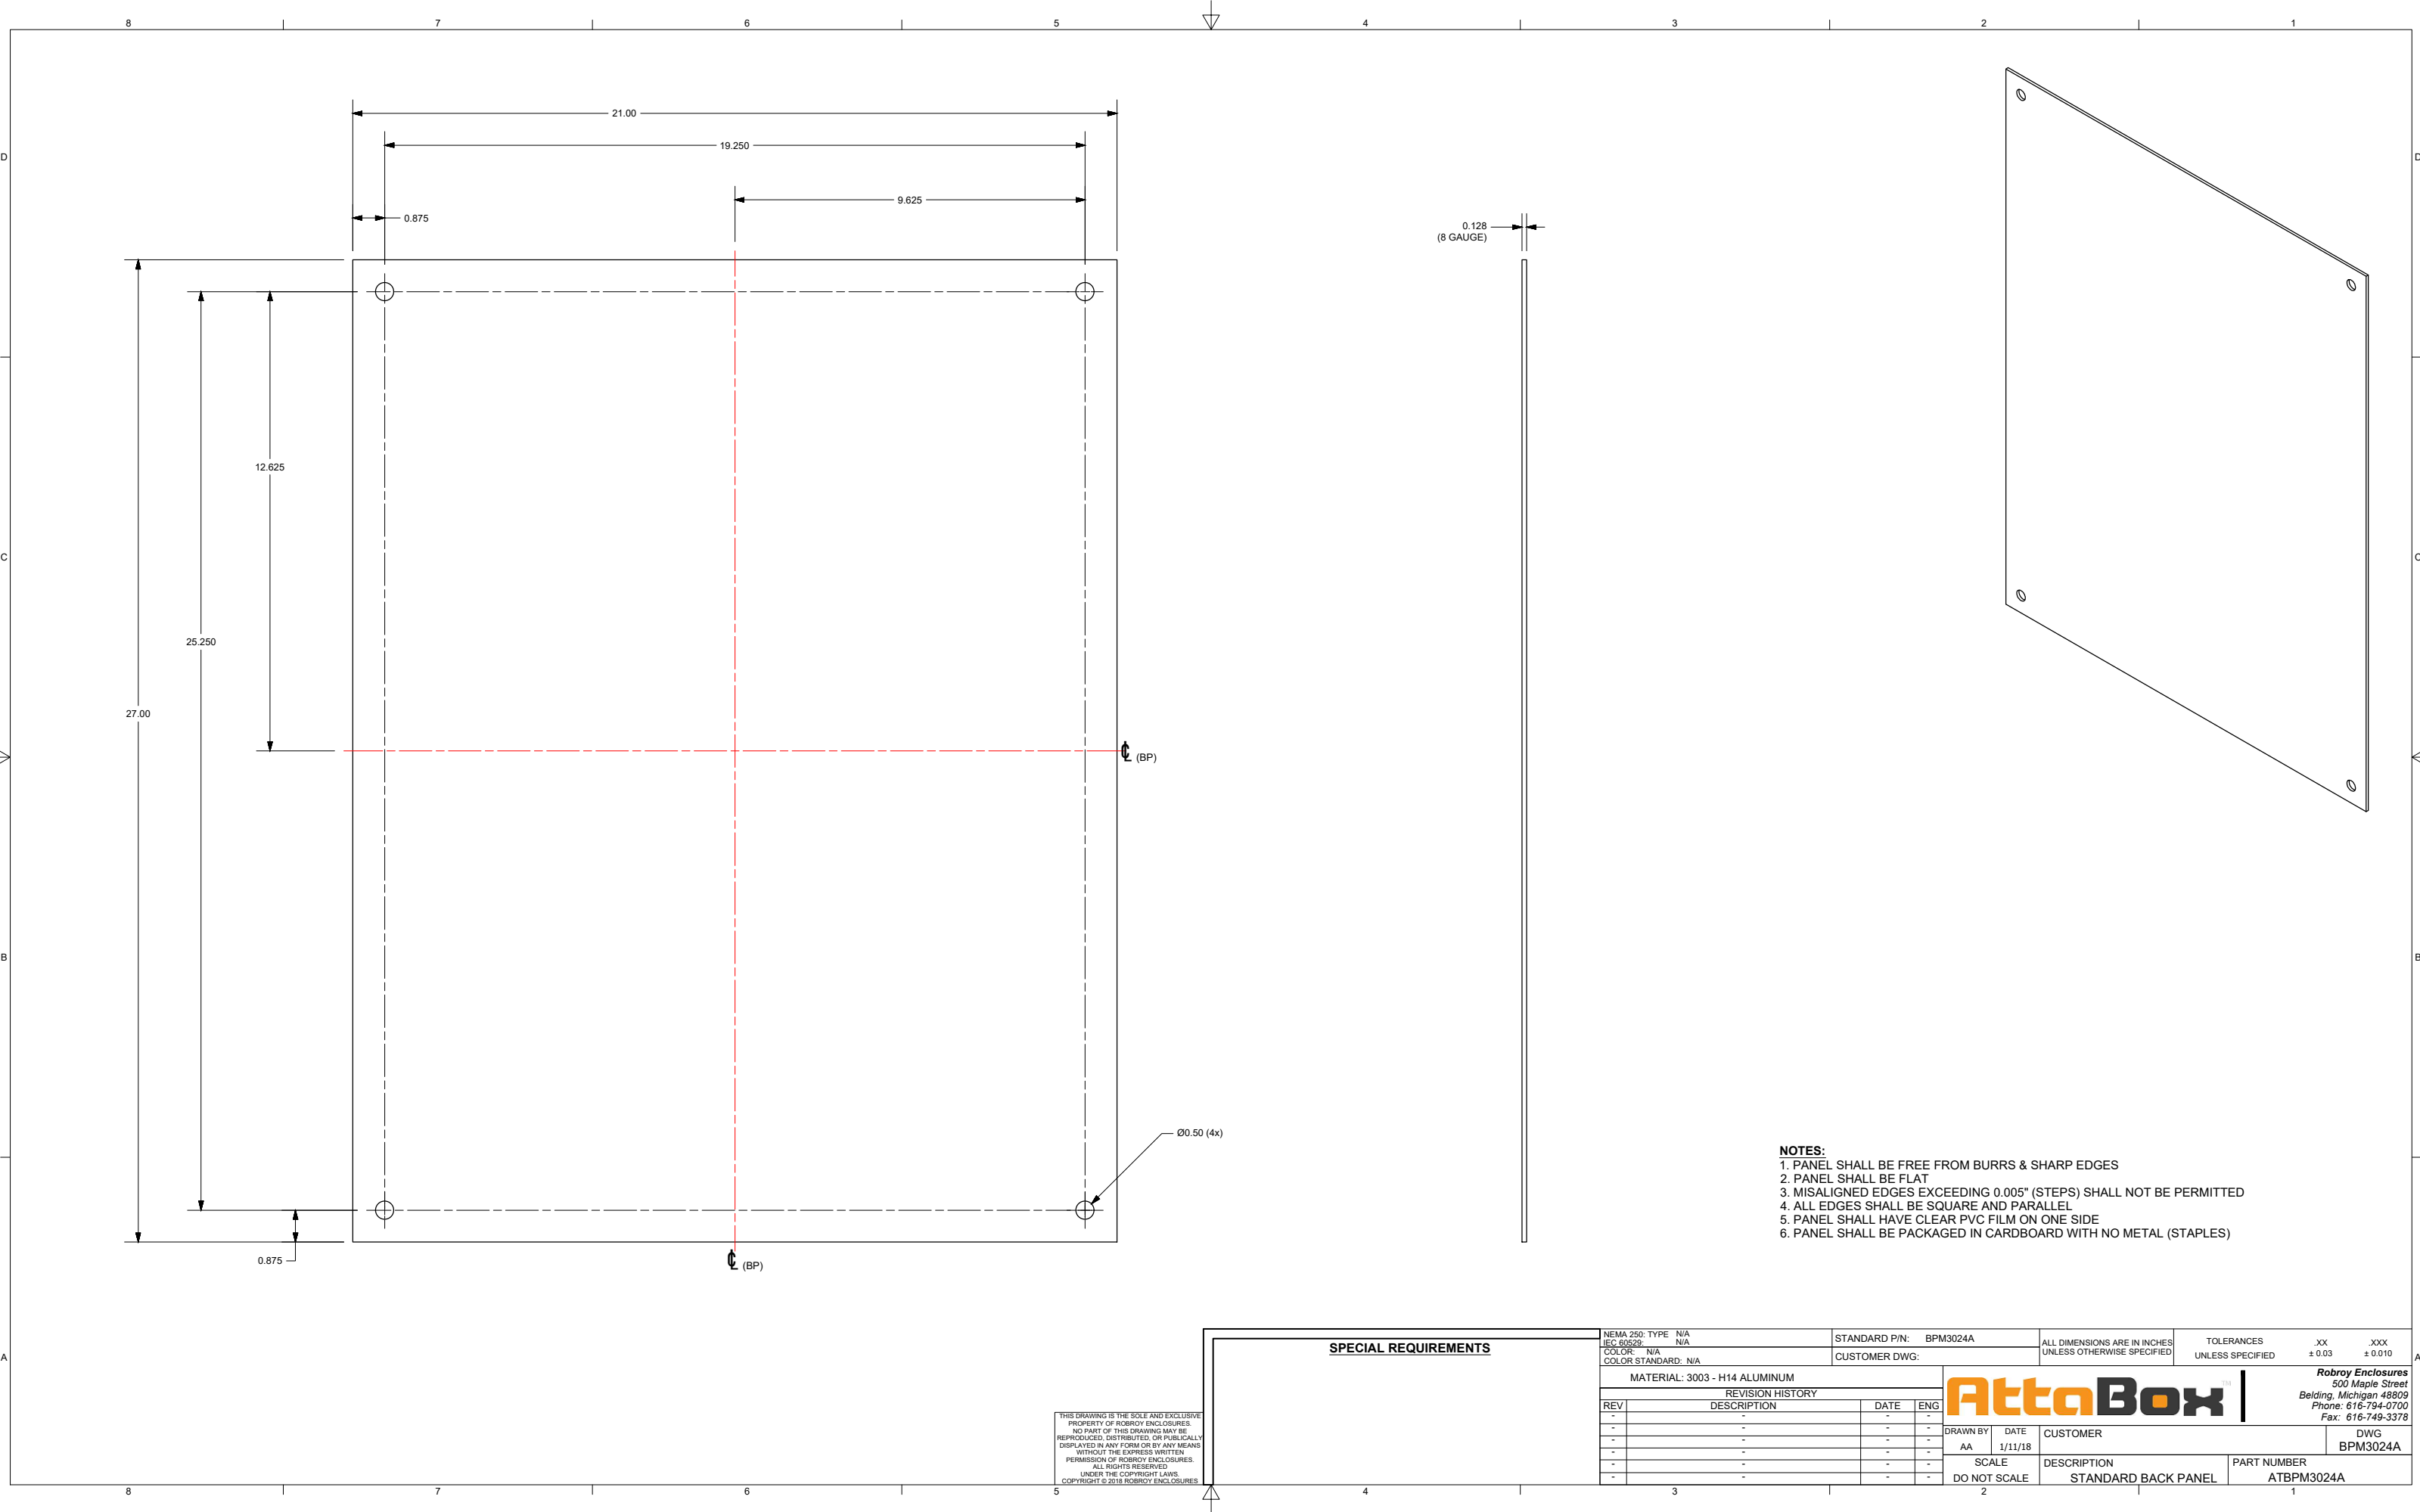 8 7 6 5 4 3 2 1
D
D
C
C
B
B
A
A
21.00
19.250
9.625
0.875
0.128
(8 GAUGE)
12.625
25.250
27.00
℄ (BP)
Ø0.50 (4x)
0.875
℄ (BP)
NOTES:
1. PANEL SHALL BE FREE FROM BURRS & SHARP EDGES
2. PANEL SHALL BE FLAT
3. MISALIGNED EDGES EXCEEDING 0.005" (STEPS) SHALL NOT BE PERMITTED
4. ALL EDGES SHALL BE SQUARE AND PARALLEL
5. PANEL SHALL HAVE CLEAR PVC FILM ON ONE SIDE
6. PANEL SHALL BE PACKAGED IN CARDBOARD WITH NO METAL (STAPLES)
THIS DRAWING IS THE SOLE AND EXCLUSIVE
PROPERTY OF ROBROY ENCLOSURES.
NO PART OF THIS DRAWING MAY BE
REPRODUCED, DISTRIBUTED, OR PUBLICALLY
DISPLAYED IN ANY FORM OR BY ANY MEANS
WITHOUT THE EXPRESS WRITTEN
PERMISSION OF ROBROY ENCLOSURES.
ALL RIGHTS RESERVED
UNDER THE COPYRIGHT LAWS.
COPYRIGHT © 2018 ROBROY ENCLOSURES
SPECIAL REQUIREMENTS
NEMA 250: TYPE N/A
IEC 60529: N/A
COLOR: N/A
COLOR STANDARD: N/A
STANDARD P/N: BPM3024A
CUSTOMER DWG:
ALL DIMENSIONS ARE IN INCHES
UNLESS OTHERWISE SPECIFIED
TOLERANCES .XX .XXX
UNLESS SPECIFIED ± 0.03 ± 0.010
MATERIAL: 3003 - H14 ALUMINUM
REVISION HISTORY
REV DESCRIPTION DATE ENG
- - - -
- - - -
- - - -
- - - -
- - - -
- - - -
AttaBox™
Robroy Enclosures
500 Maple Street
Belding, Michigan 48809
Phone: 616-794-0700
Fax: 616-749-3378
DRAWN BY DATE CUSTOMER DWG
AA 1/11/18 BPM3024A
SCALE DESCRIPTION PART NUMBER
DO NOT SCALE STANDARD BACK PANEL ATBPM3024A
8 7 6 5 4 3 2 1